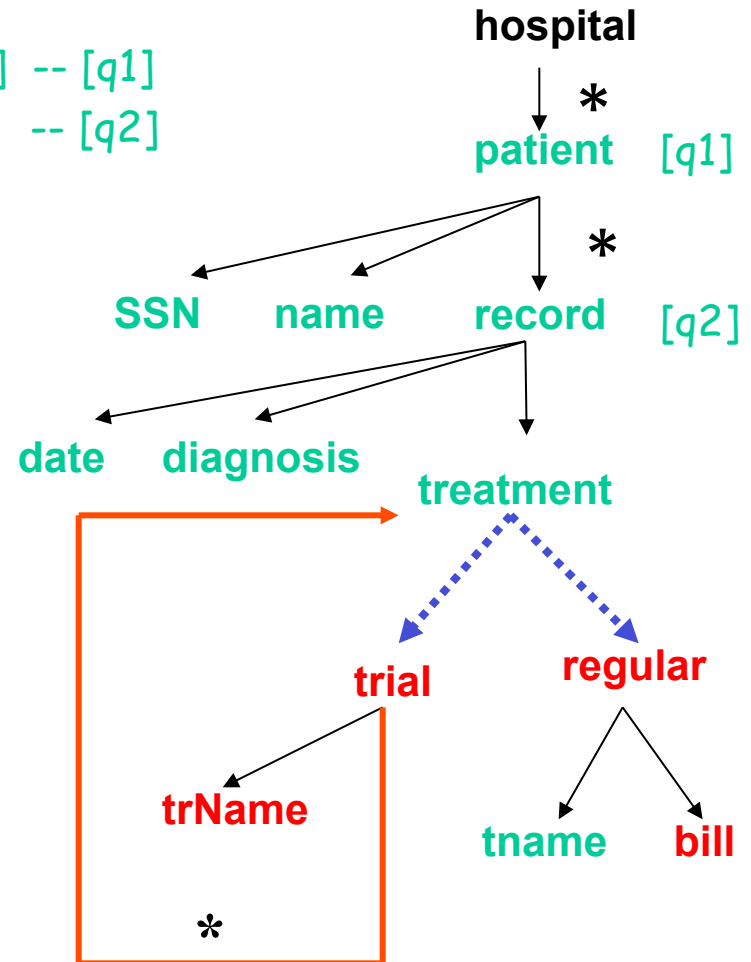 hospital
] -- [q1]
-- [q2]
*
patient [q1]
*
SSN name record [q2]
date diagnosis
treatment
trial regular
trName
tname bill
*